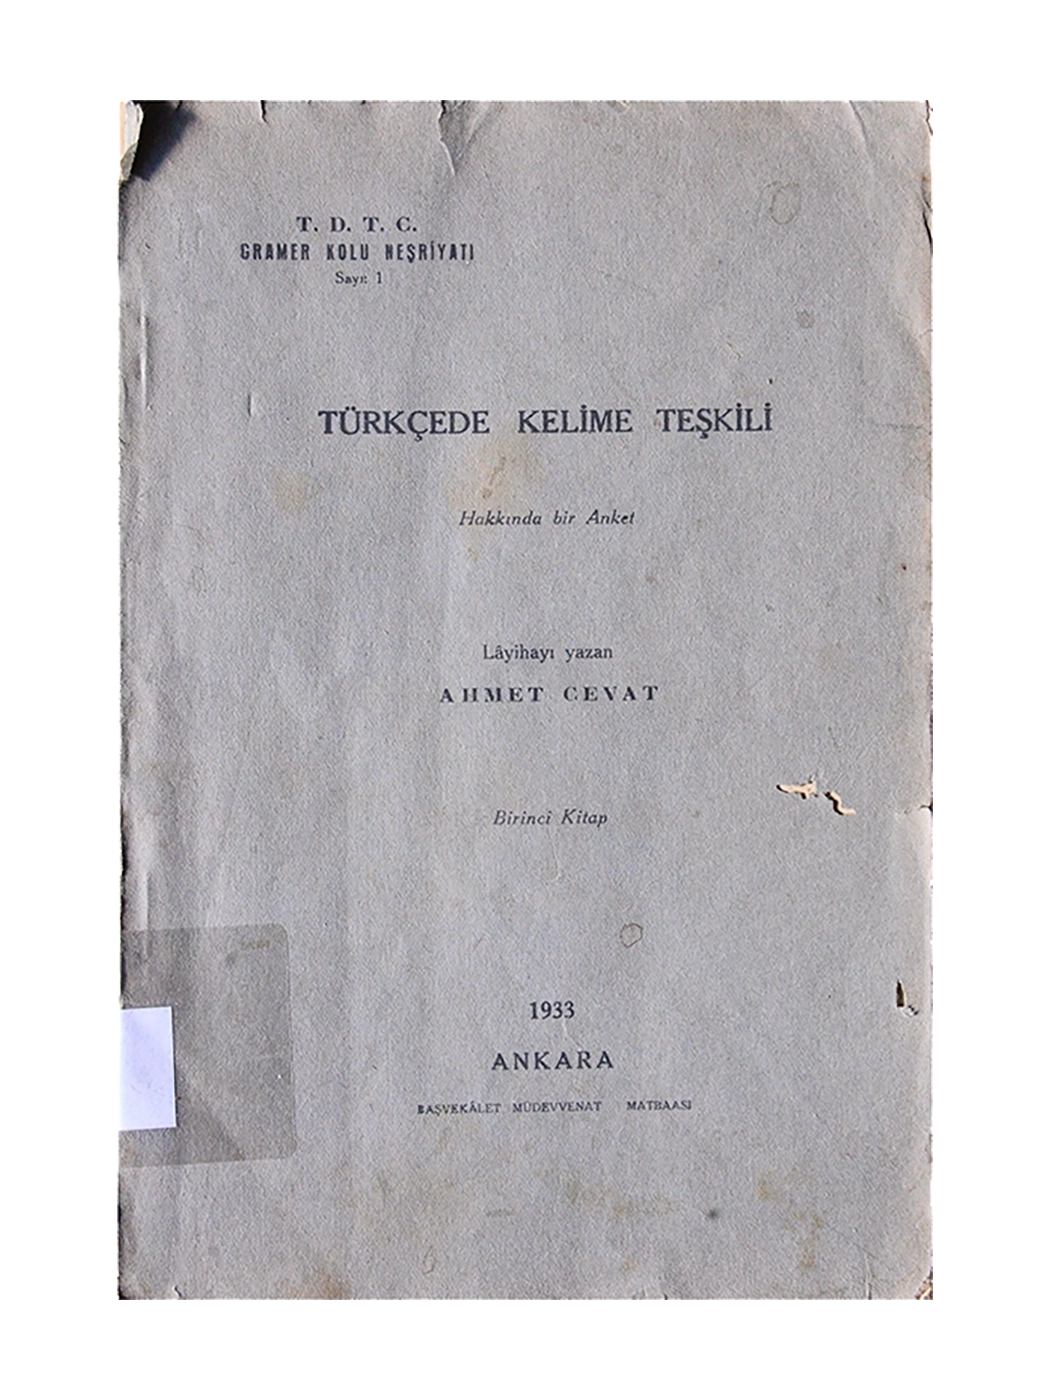 T. D. T. C.
GRAMER KOLU NEŞRİYATI
Sayı: 1
TÜRKÇEDE KELİME TEŞKİLİ
Hakkında bir Anket
Lâyihayı yazan
AHMET CEVAT
Birinci Kitap
1933
ANKARA
BAŞVEKÂLET MÜDEVVENAT MATBAASI